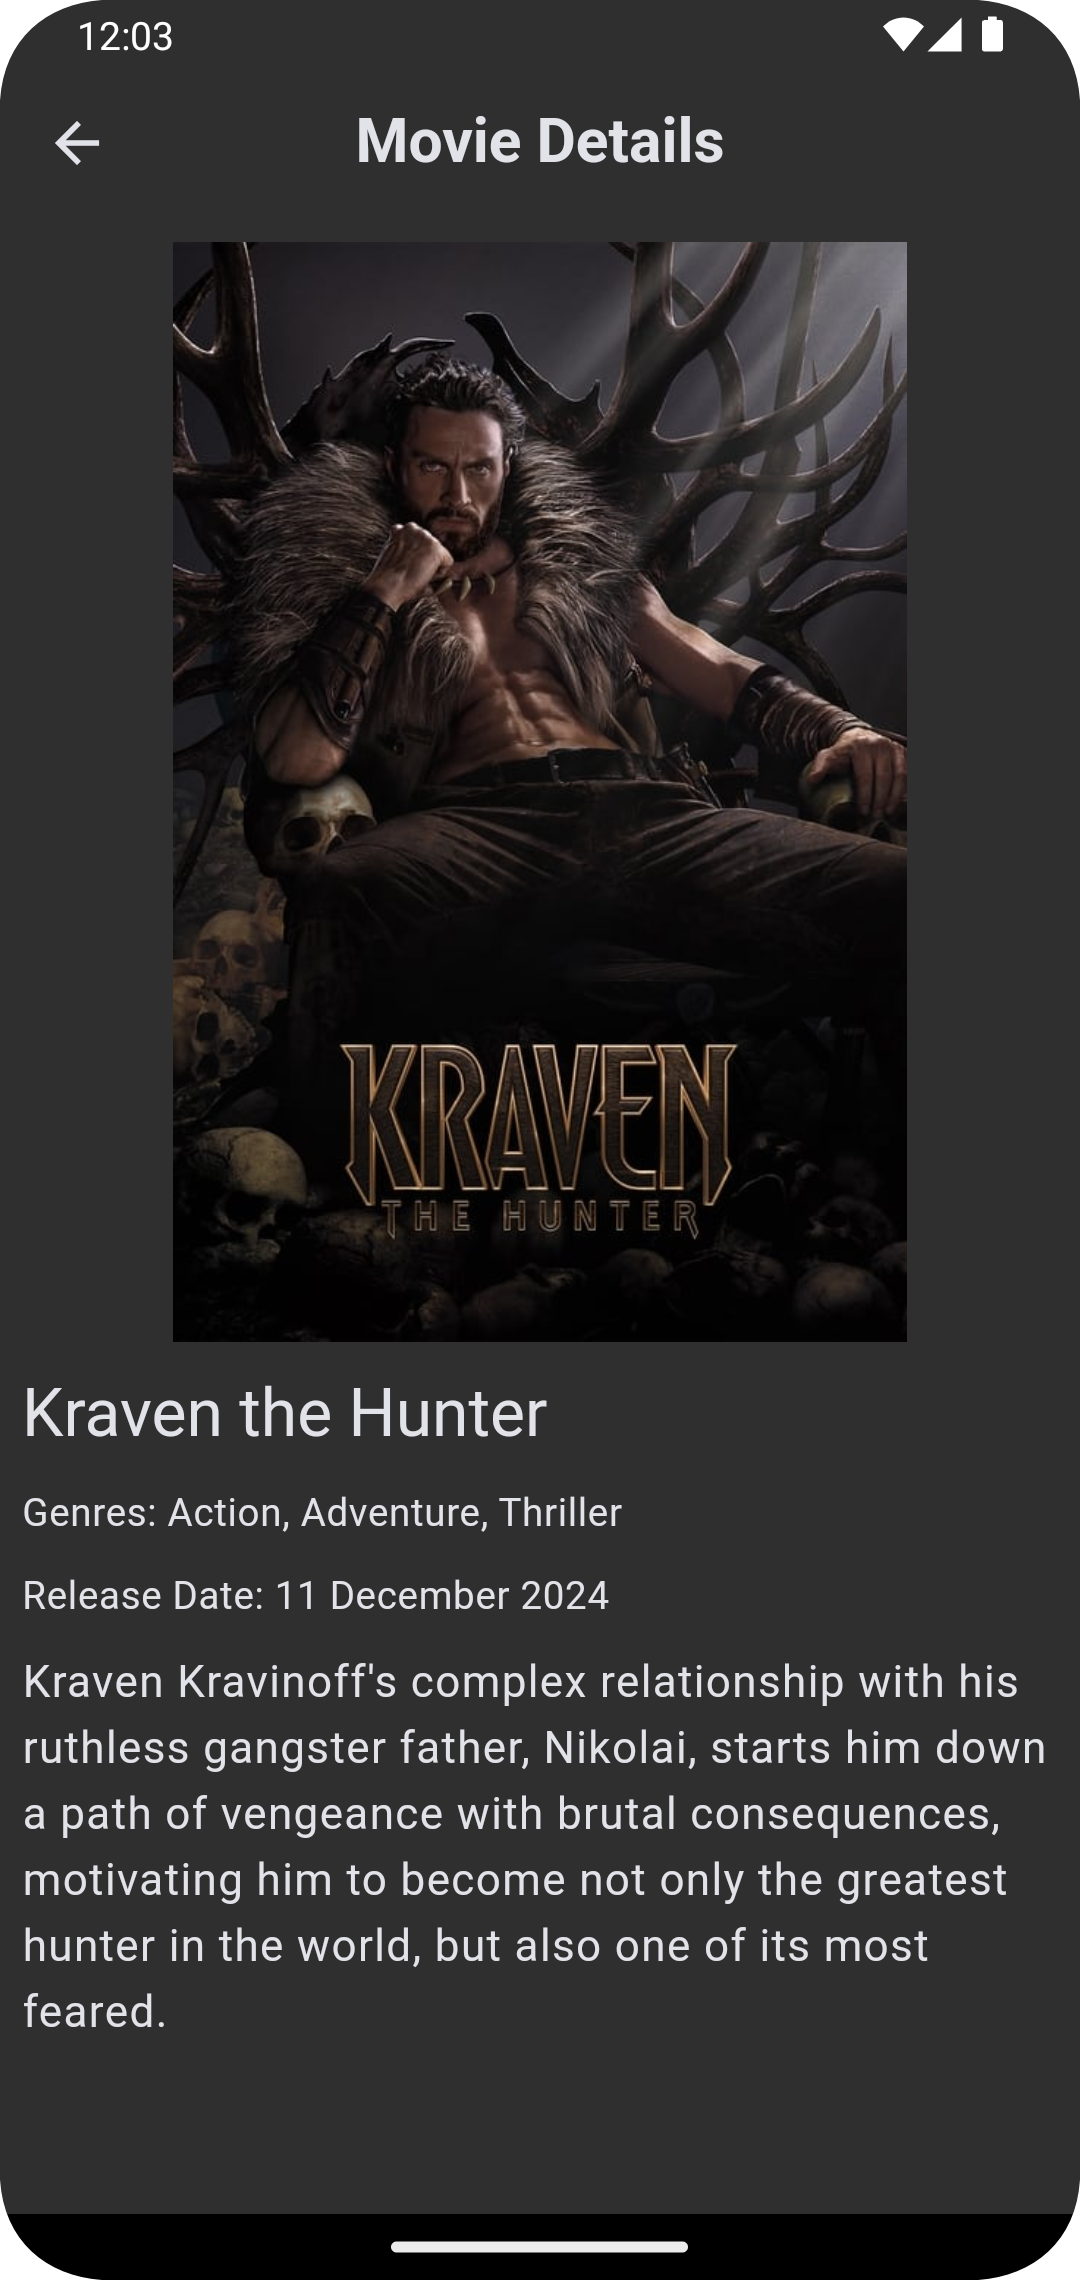 12:03
Movie Details
KRAVEN
THE HUNTER
Kraven the Hunter
Genres: Action, Adventure, Thriller
Release Date: 11 December 2024
Kraven Kravinoff's complex relationship with his
ruthless gangster father, Nikolai, starts him down
a path of vengeance with brutal consequences,
motivating him to become not only the greatest
hunter in the world, but also one of its most
feared.